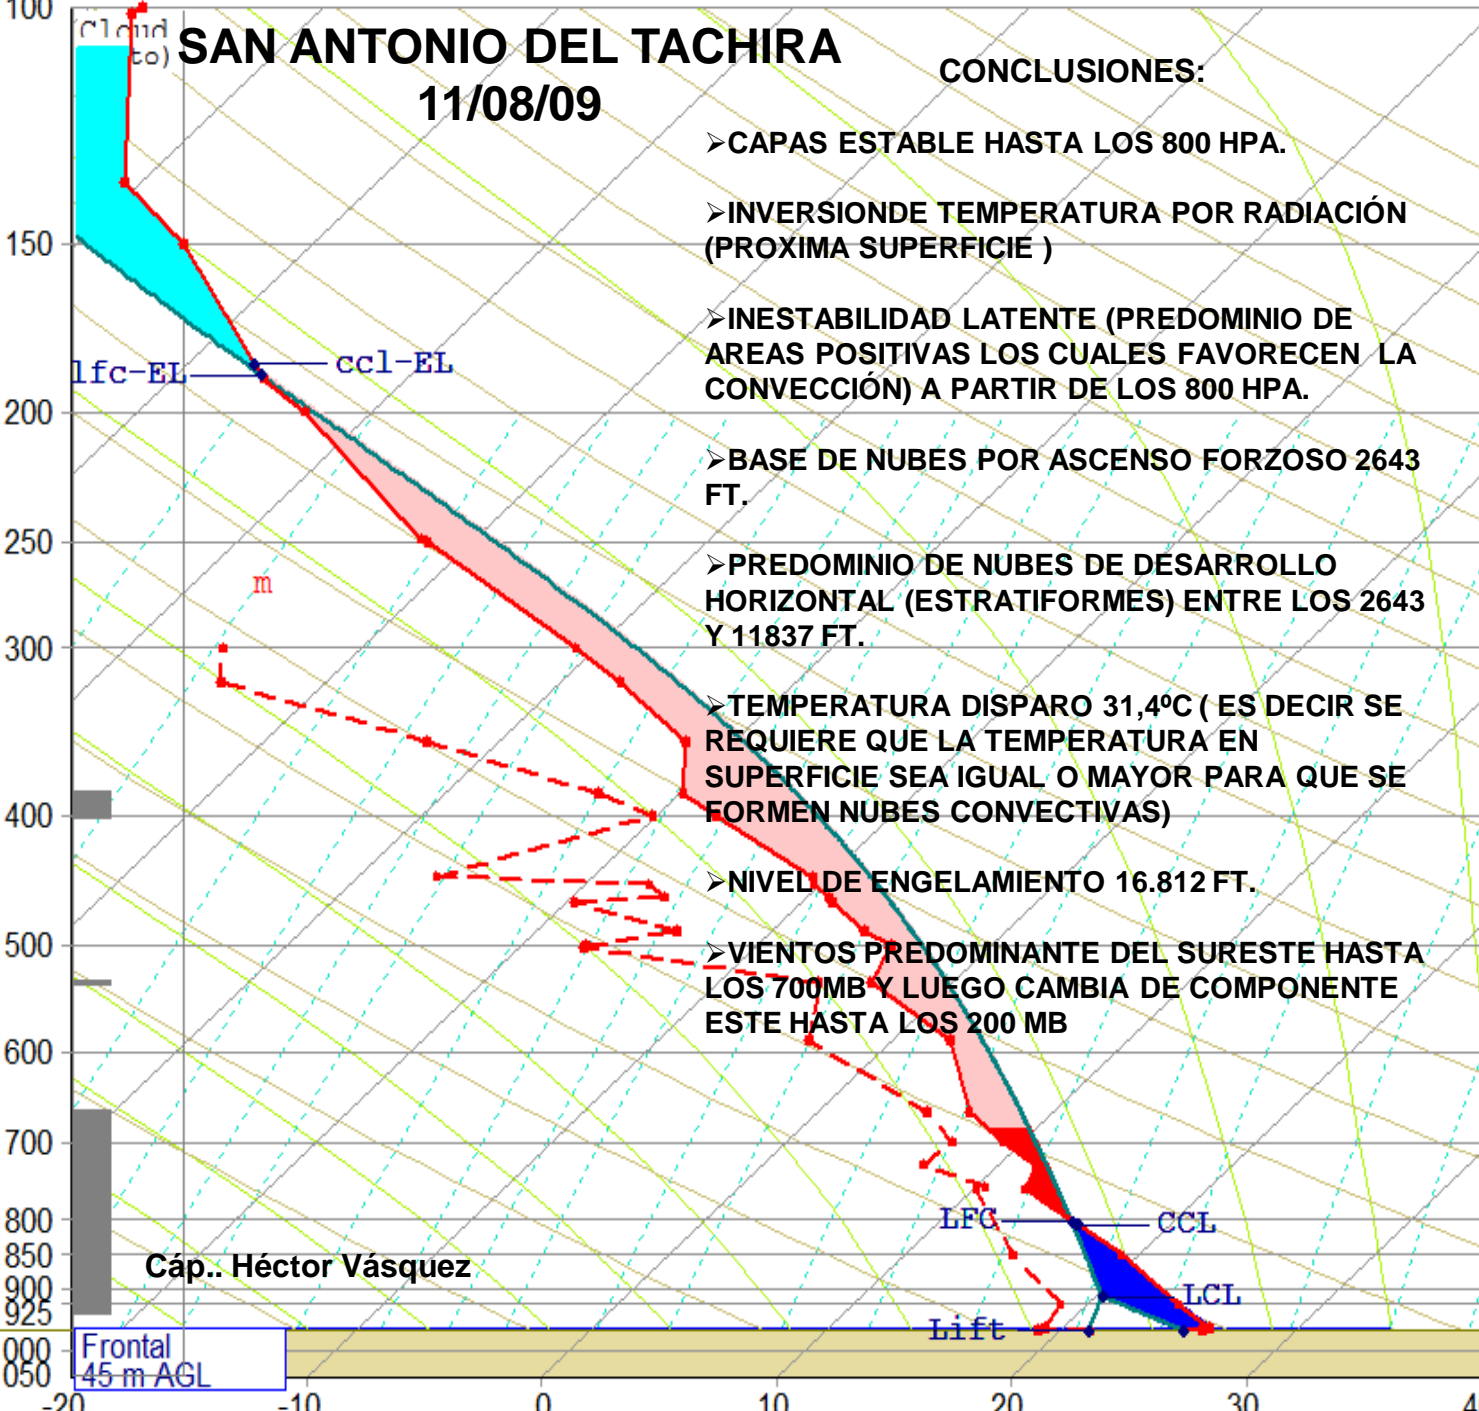 100
Cloud
to)
SAN ANTONIO DEL TACHIRA
11/08/09
CONCLUSIONES:
➢CAPAS ESTABLE HASTA LOS 800 HPA.
➢INVERSIONDE TEMPERATURA POR RADIACIÓN
(PROXIMA SUPERFICIE )
150
➢INESTABILIDAD LATENTE (PREDOMINIO DE
AREAS POSITIVAS LOS CUALES FAVORECEN LA
CONVECCIÓN) A PARTIR DE LOS 800 HPA.
lfc-EL
ccl-EL
200
➢BASE DE NUBES POR ASCENSO FORZOSO 2643
FT.
250
m
➢PREDOMINIO DE NUBES DE DESARROLLO
HORIZONTAL (ESTRATIFORMES) ENTRE LOS 2643
Y 11837 FT.
300
➢TEMPERATURA DISPARO 31,4ºC ( ES DECIR SE
REQUIERE QUE LA TEMPERATURA EN
SUPERFICIE SEA IGUAL O MAYOR PARA QUE SE
FORMEN NUBES CONVECTIVAS)
400
➢NIVEL DE ENGELAMIENTO 16.812 FT.
500
➢VIENTOS PREDOMINANTE DEL SURESTE HASTA
LOS 700MB Y LUEGO CAMBIA DE COMPONENTE
ESTE HASTA LOS 200 MB
600
700
800
LFC
CCL
850
Cáp.. Héctor Vásquez
900
LCL
925
Lift
Frontal
45 m AGL
000
050
-20 -10 0 10 20 30 4